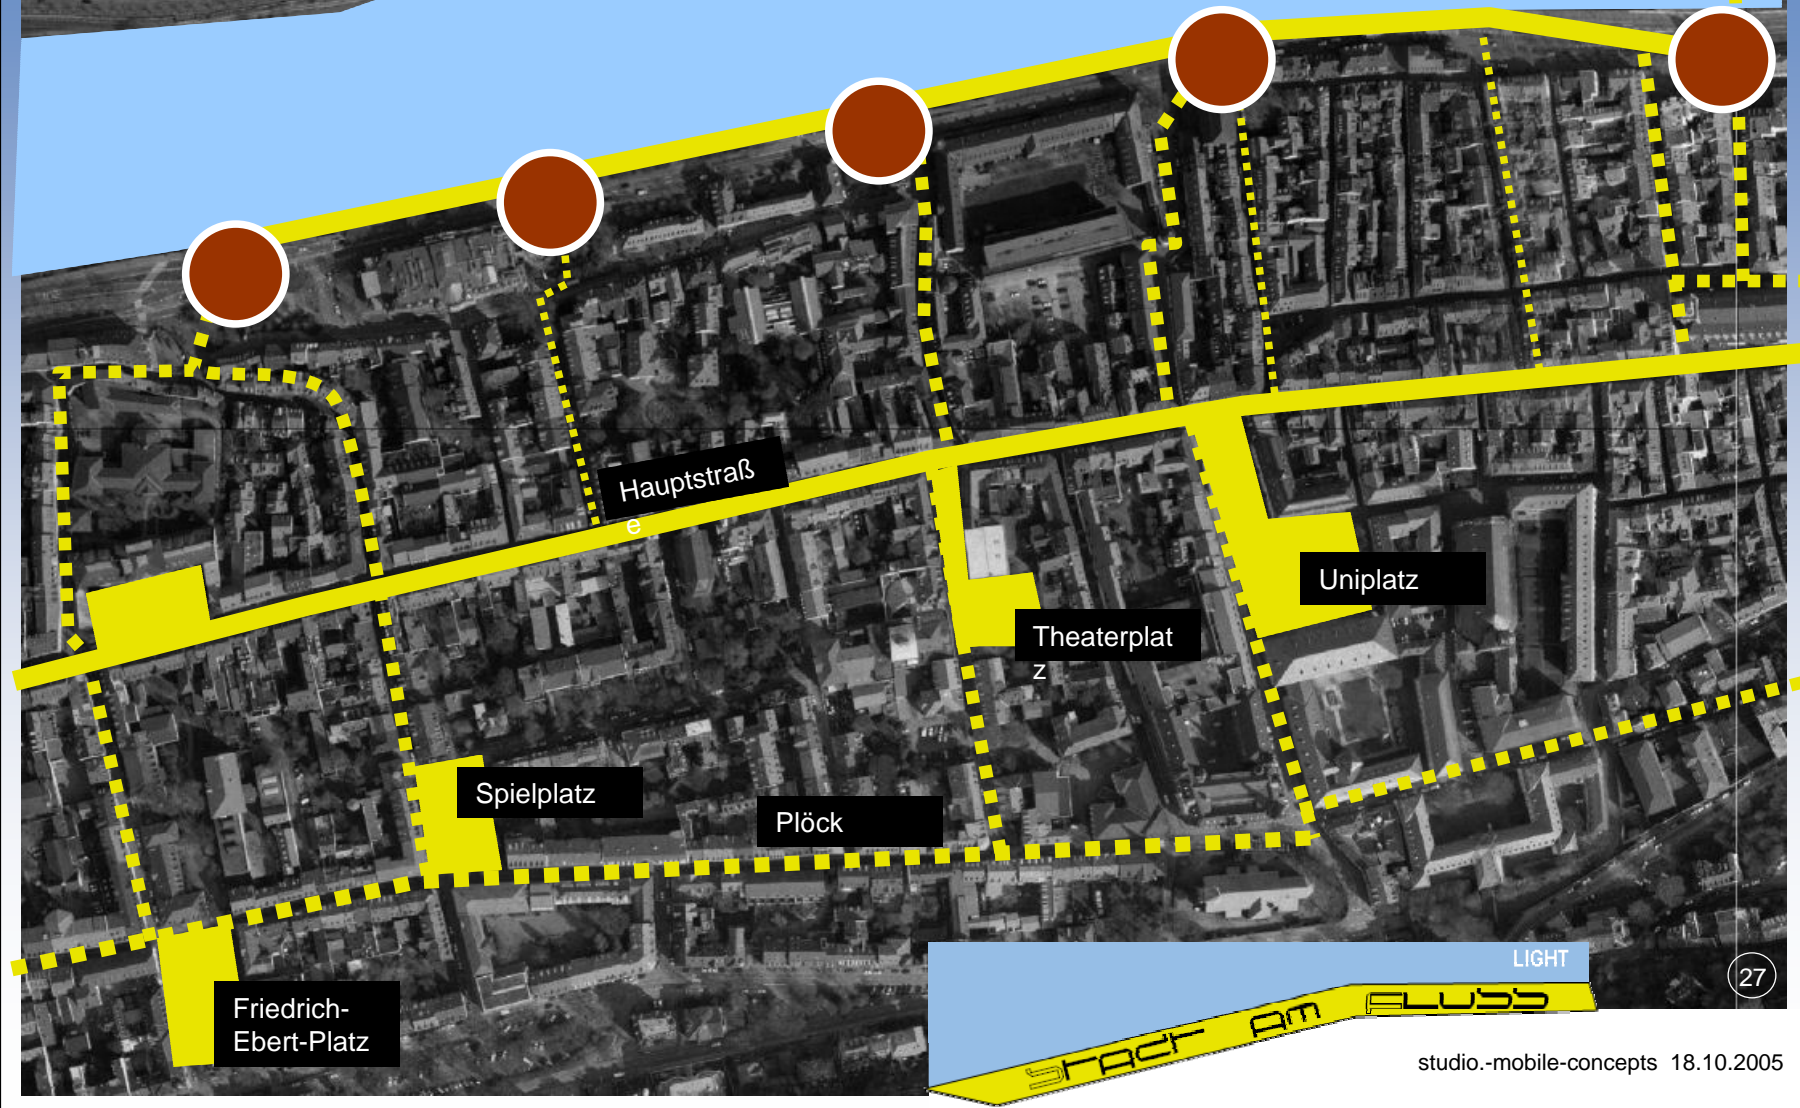 Hauptstraß
e
Uniplatz
Theaterplat
z
Spielplatz
Plöck
Friedrich-
Ebert-Platz
LIGHT
STADT AM FLUSS
27
studio.-mobile-concepts 18.10.2005